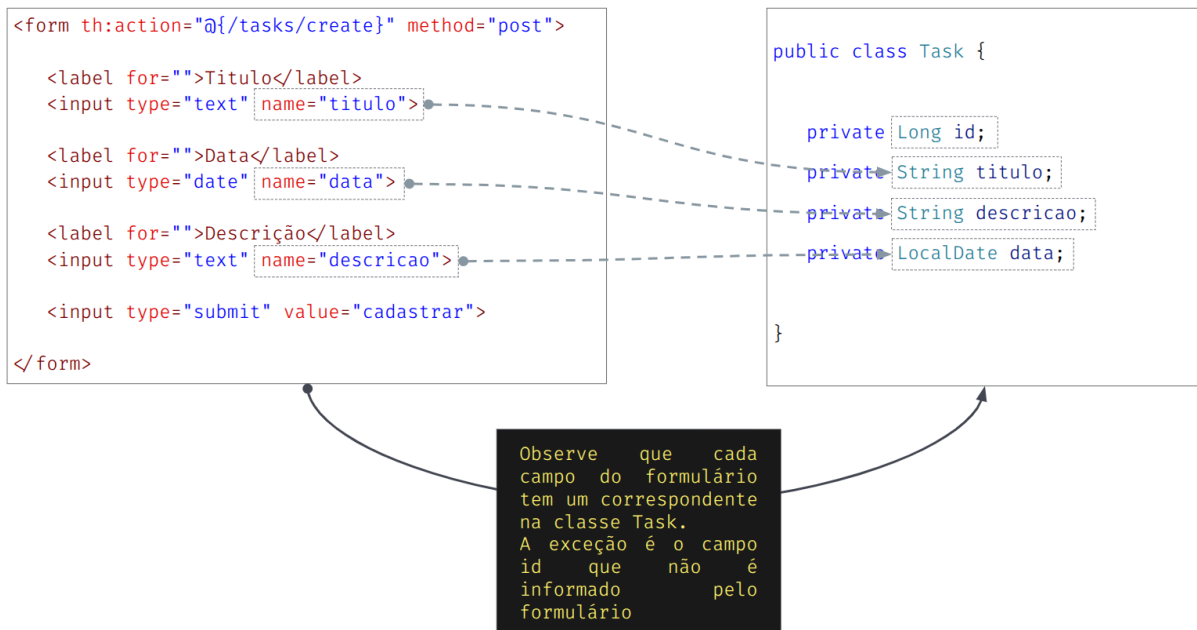 <form th:action="@{/tasks/create}" method="post">
<label for="">Titulo</label>
<input type="text" name="titulo">
<label for="">Data</label>
<input type="date" name="data">
<label for="">Descrição</label>
<input type="text" name="descricao">
<input type="submit" value="cadastrar">
</form>
public class Task {
private Long id;
private String titulo;
private String descricao;
private LocalDate data;
}
Observe que cada
campo do formulário
tem um correspondente
na classe Task.
A exceção é o campo
id que não é
informado pelo
formulário